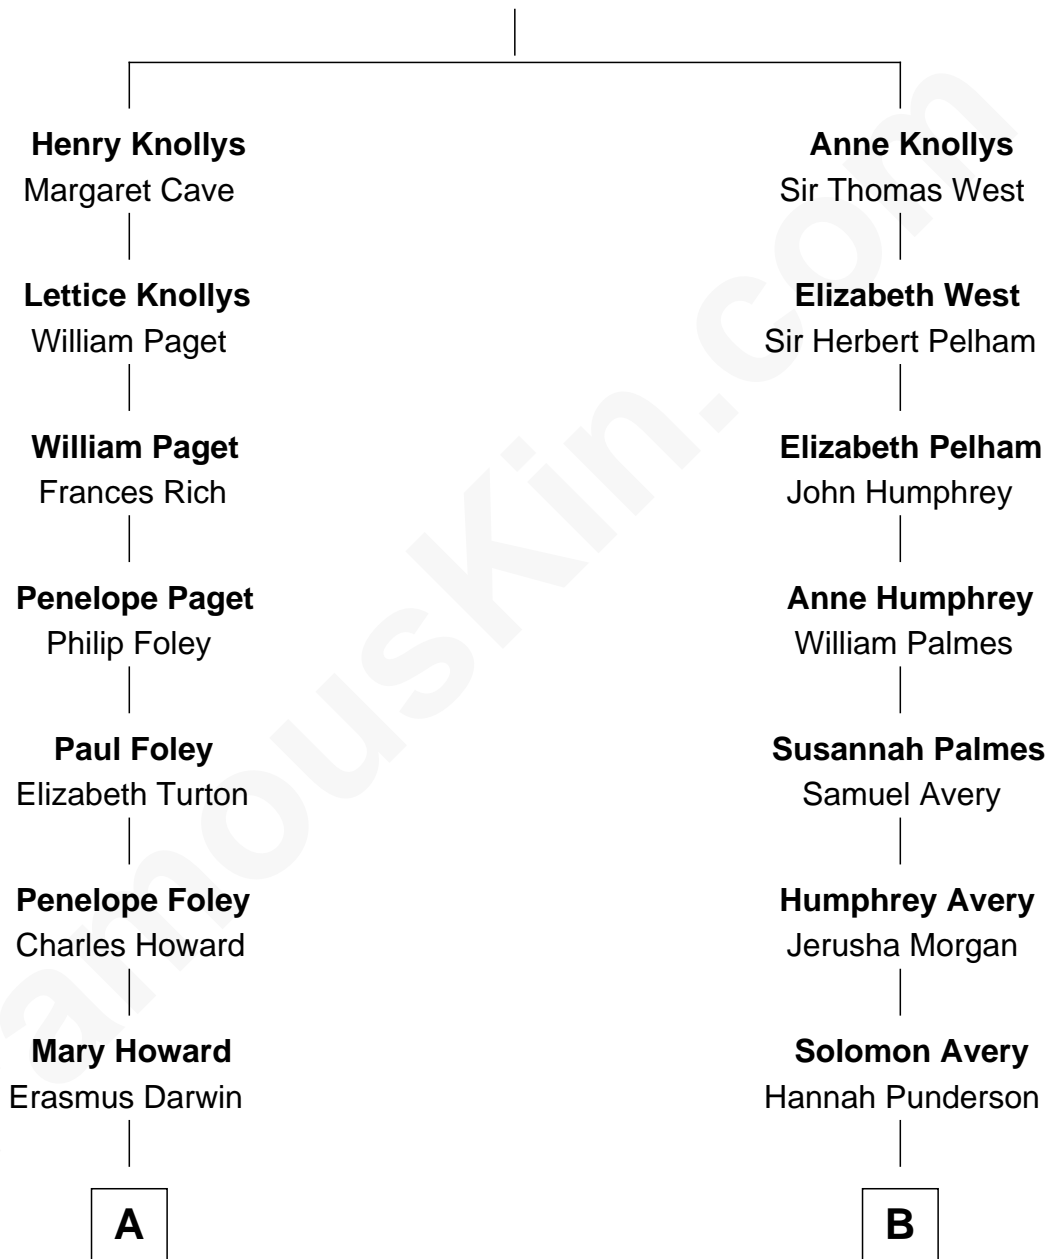 Henry Knollys
Margaret Cave
Lettice Knollys
William Paget
William Paget
Frances Rich
Penelope Paget
Philip Foley
Paul Foley
Elizabeth Turton
Penelope Foley
Charles Howard
Mary Howard
Erasmus Darwin
A
Anne Knollys
Sir Thomas West
Elizabeth West
Sir Herbert Pelham
Elizabeth Pelham
John Humphrey
Anne Humphrey
William Palmes
Susannah Palmes
Samuel Avery
Humphrey Avery
Jerusha Morgan
Solomon Avery
Hannah Punderson
B
amousKin.com